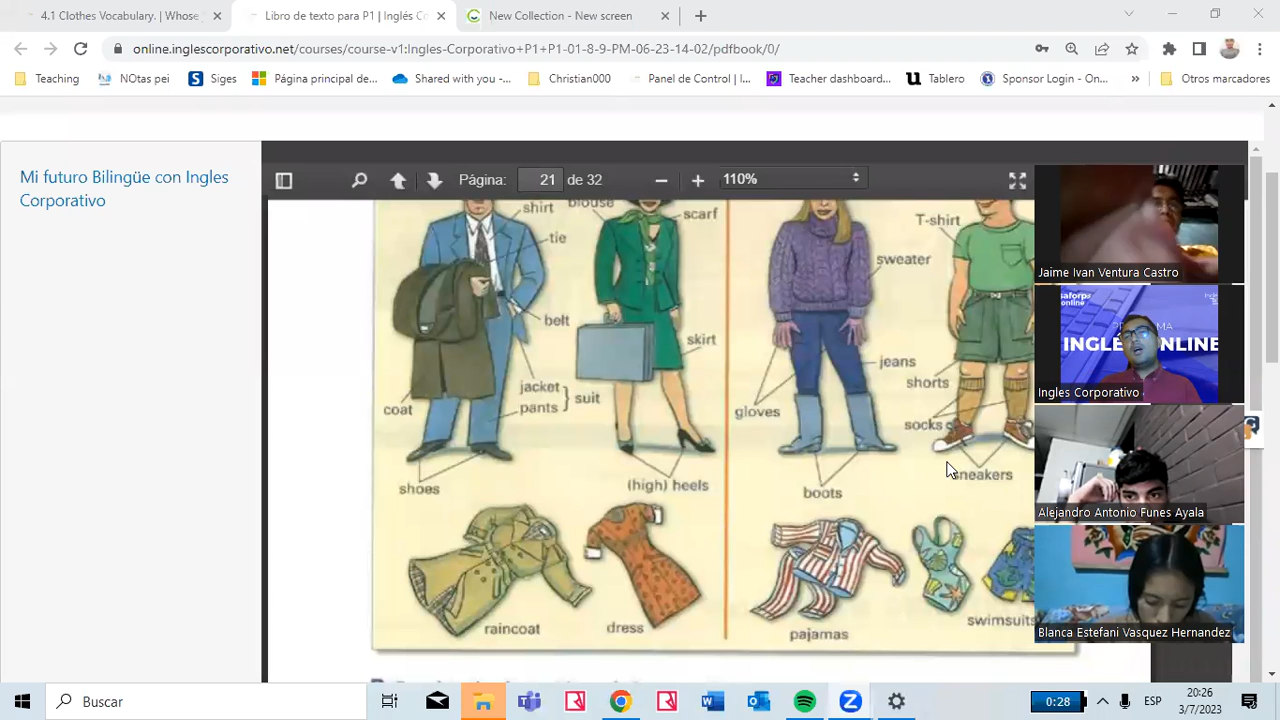 4.1 Clothes Vocabulary. | Whose
Libro de texto para P1 | Inglés Co
New Collection - New screen
online.inglescorporativo.net/courses/course-v1:Ingles-Corporativo+P1+P1-01-8-9-PM-06-23-14-02/pdfbook/0/
Teaching
NOtas pei
Siges
Página principal de...
Shared with you -...
Christian000
Panel de Control | I...
Teacher dashboard...
Tablero
Sponsor Login - On...
»
Otros marcadores
Mi futuro Bilingüe con Ingles
Corporativo
Página:
21
de 32
110%
shirt
blouse
scarf
tie
T-shirt
sweater
belt
skirt
jeans
jacket
pants
suit
coat
shorts
gloves
socks
shoes
(high) heels
boots
sneakers
raincoat
dress
pajamas
swimsuits
Jaime Ivan Ventura Castro
online
INGLÉ
ONLINE
Ingles Corporativo
Alejandro Antonio Funes Ayala
Blanca Estefani Vasquez Hernandez
Buscar
0:28
ESP
20:26
3/7/2023